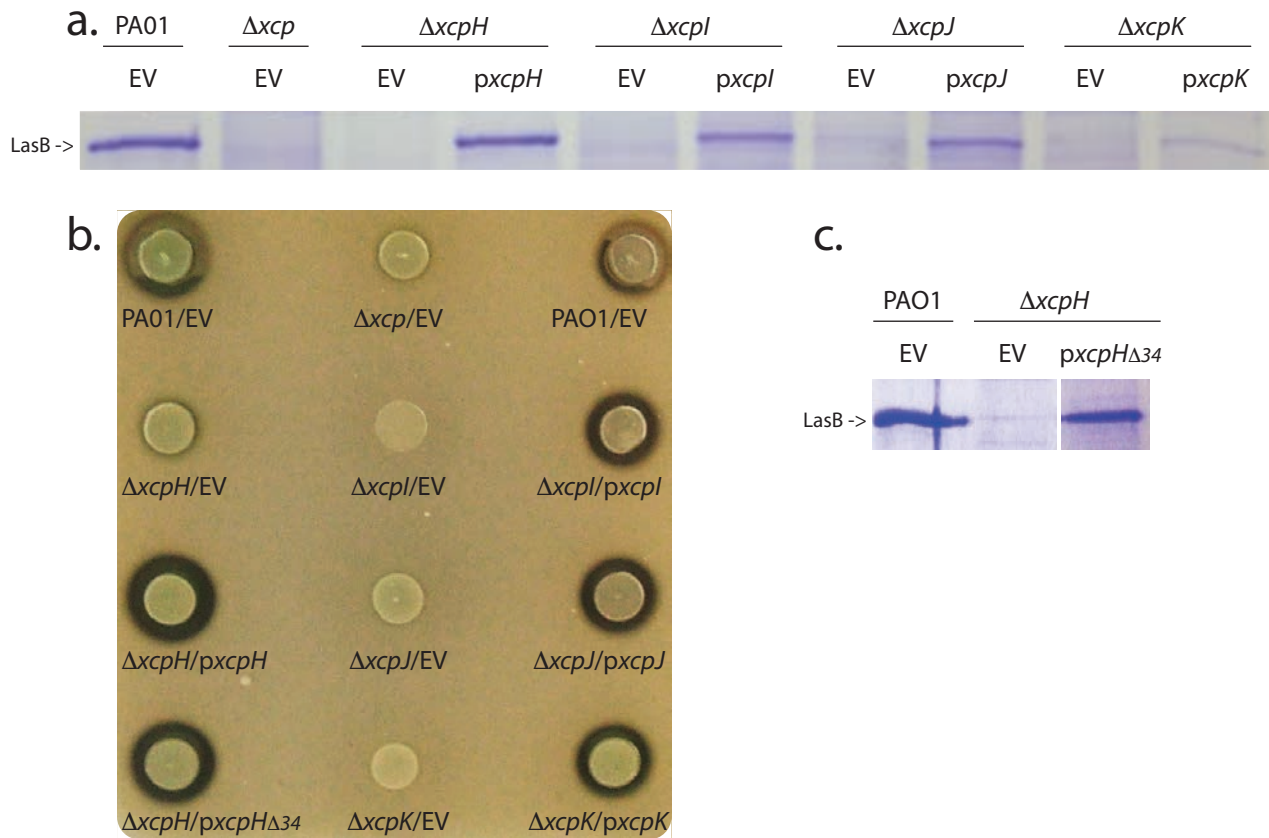 a.
PA01 Δxcp ΔxcpH ΔxcpI ΔxcpJ ΔxcpK
EV EV EV pxcpH EV pxcpI EV pxcpJ EV pxcpK
LasB ->
b.
PA01/EV Δxcp/EV PAO1/EV
ΔxcpH/EV ΔxcpI/EV ΔxcpI/pxcpI
ΔxcpH/pxcpH ΔxcpJ/EV ΔxcpJ/pxcpJ
ΔxcpH/pxcpHΔ34 ΔxcpK/EV ΔxcpK/pxcpK
c.
PAO1 ΔxcpH
EV EV pxcpHΔ34
LasB ->